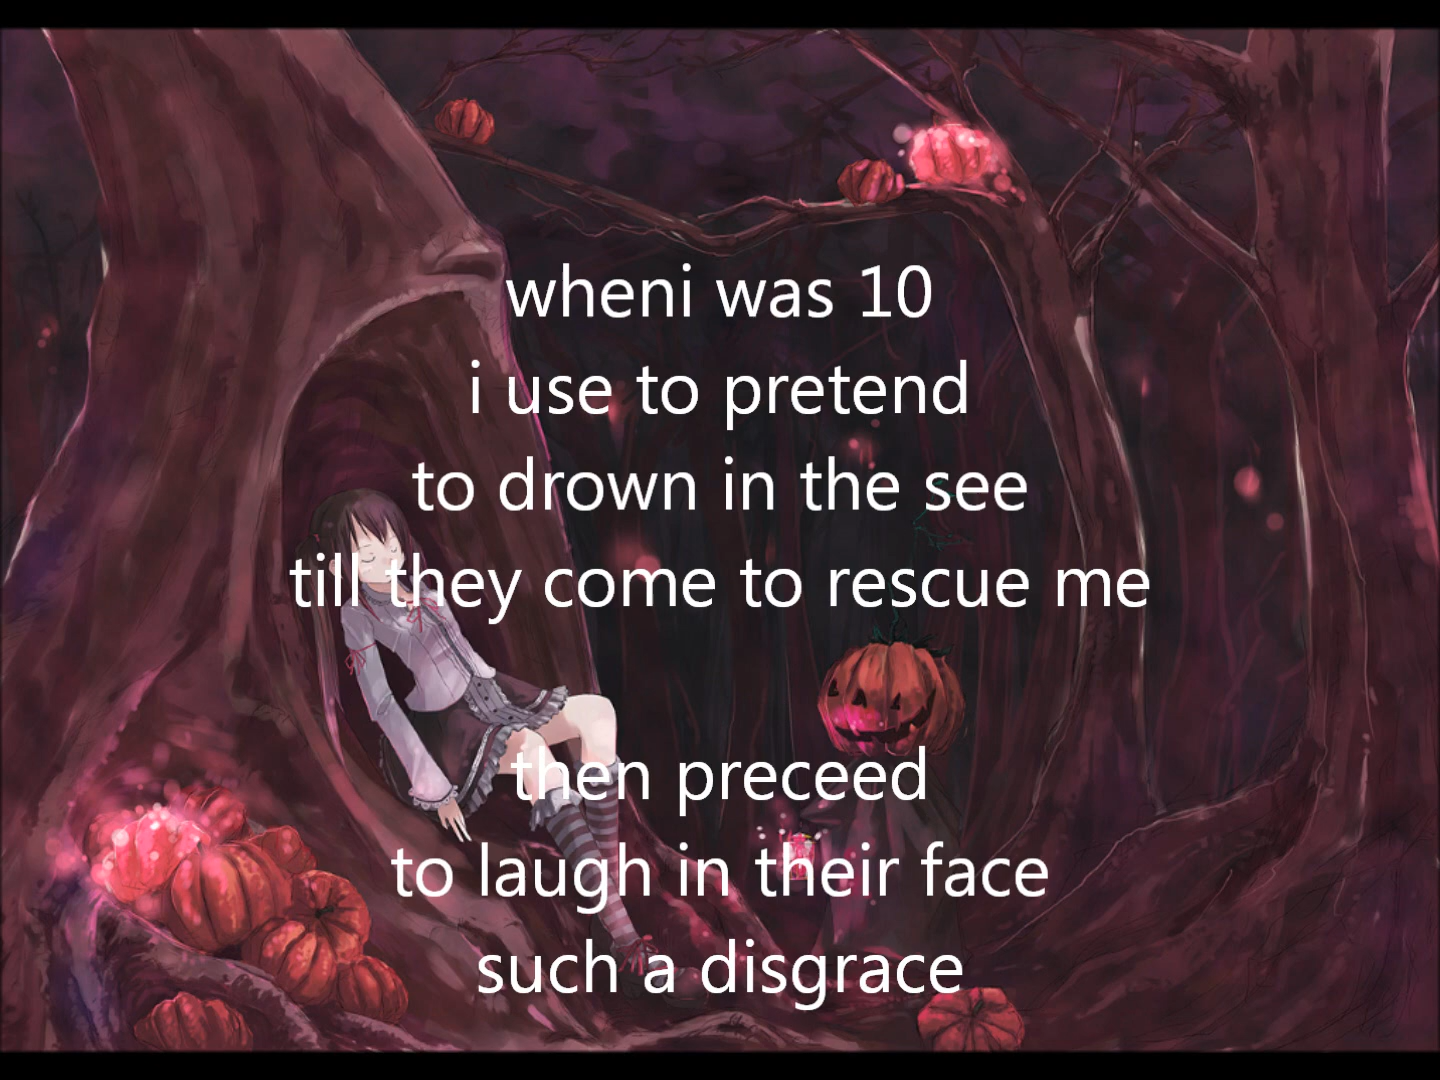 wheni was 10
i use to pretend
to drown in the see
till they come to rescue me
then preceed
to laugh in their face
such a disgrace